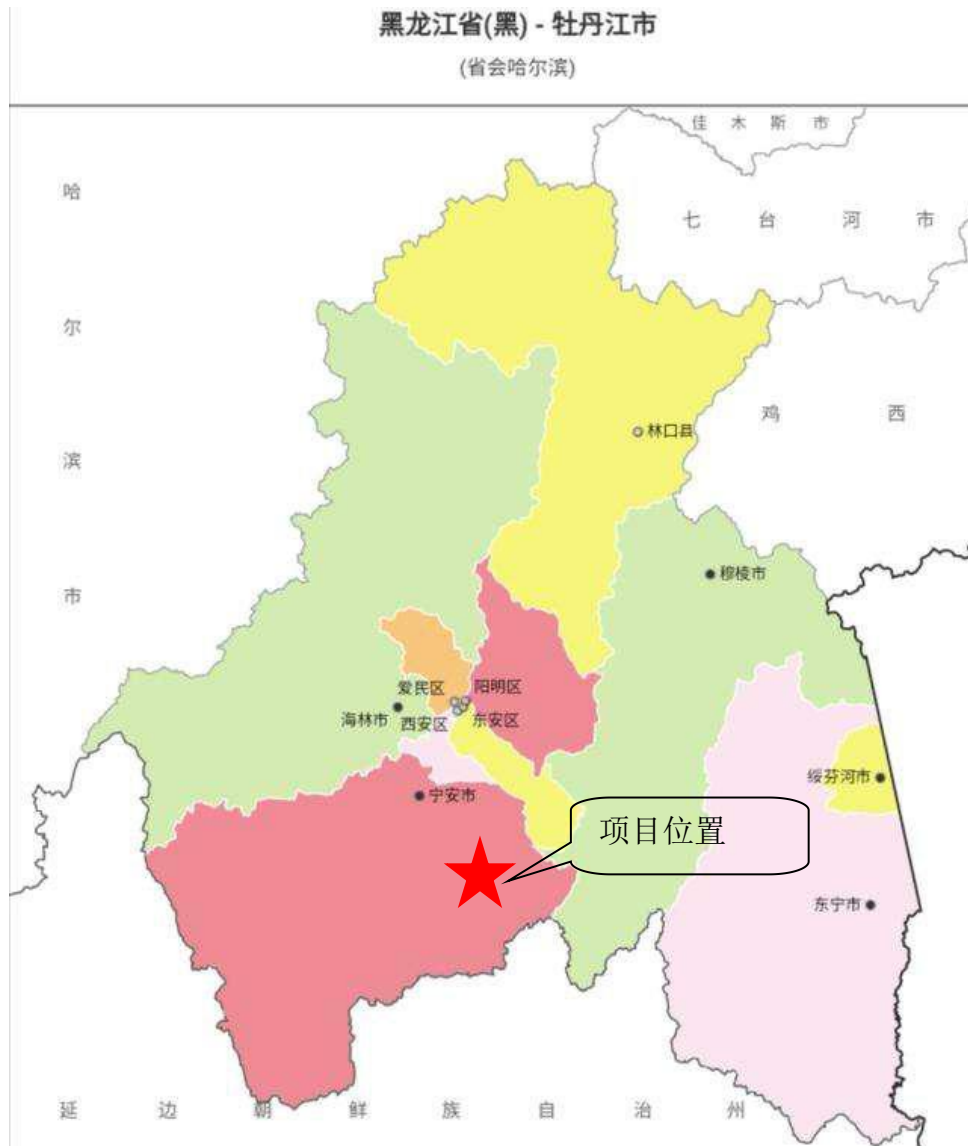 黑龙江省(黑) - 牡丹江市
(省会哈尔滨)
佳木斯市
七台河市
哈尔滨市
鸡西
林口县
穆棱市
爱民区
阳明区
海林市
西安区
东安区
绥芬河市
宁安市
项目位置
东宁市
延边朝鲜族自治州